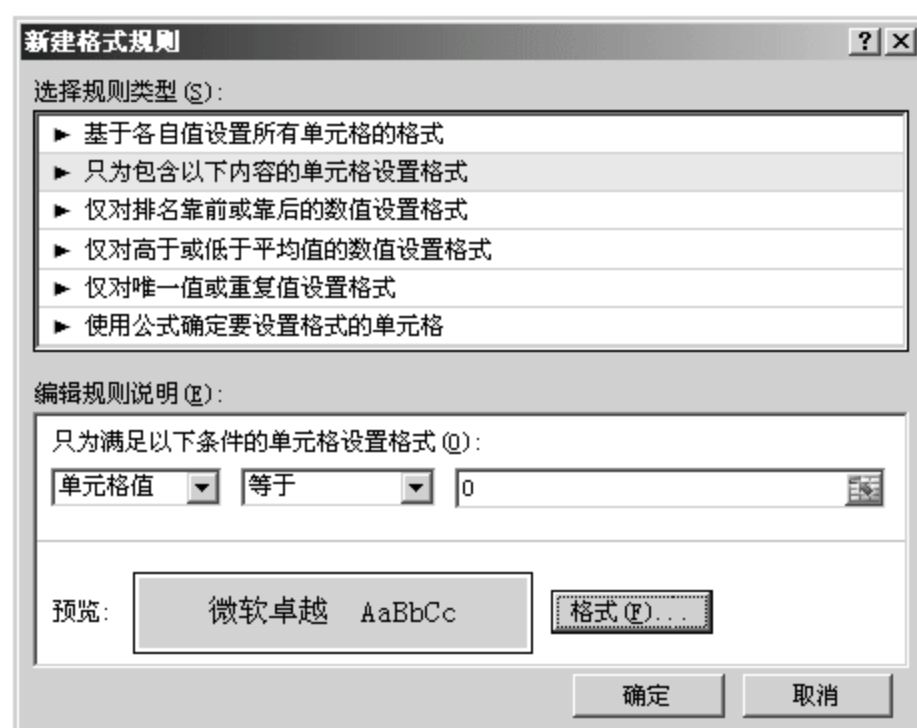 新建格式规则
选择规则类型(S):
► 基于各自值设置所有单元格的格式
► 只为包含以下内容的单元格设置格式
► 仅对排名靠前或靠后的数值设置格式
► 仅对高于或低于平均值的数值设置格式
► 仅对唯一值或重复值设置格式
► 使用公式确定要设置格式的单元格
编辑规则说明(E):
只为满足以下条件的单元格设置格式(O):
单元格值 等于 0
预览: 微软卓越 AaBbCc 格式(F)...
确定 取消